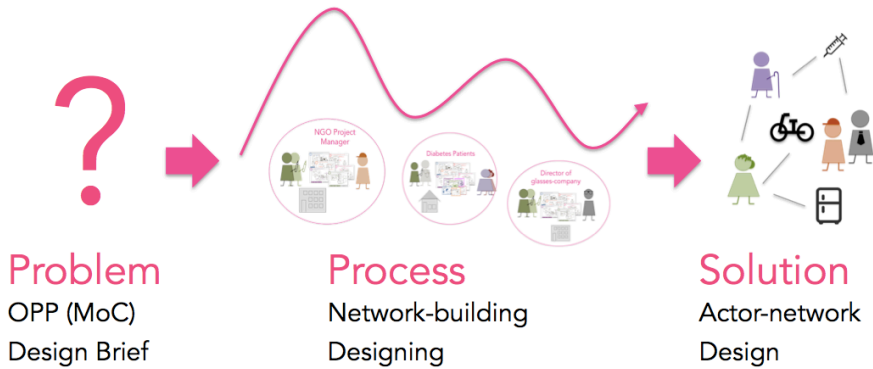 ?
NGO Project
Manager
Diabetes Patients
Director of
glasses-company
Problem
OPP (MoC)
Design Brief
Process
Network-building
Designing
Solution
Actor-network
Design